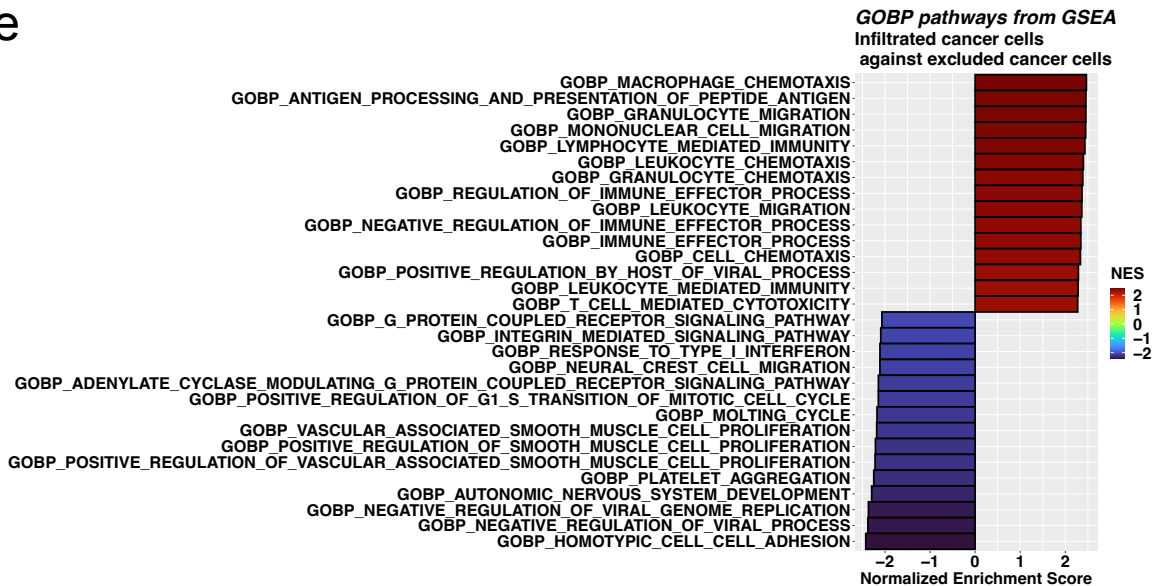 e
GOBP pathways from GSEA
Infiltrated cancer cells
against excluded cancer cells
GOBP_MACROPHAGE_CHEMOTAXIS
GOBP_ANTIGEN_PROCESSING_AND_PRESENTATION_OF_PEPTIDE_ANTIGEN
GOBP_GRANULOCYTE_MIGRATION
GOBP_MONONUCLEAR_CELL_MIGRATION
GOBP_LYMPHOCYTE_MEDIATED_IMMUNITY
GOBP_LEUKOCYTE_CHEMOTAXIS
GOBP_GRANULOCYTE_CHEMOTAXIS
GOBP_REGULATION_OF_IMMUNE_EFFECTOR_PROCESS
GOBP_LEUKOCYTE_MIGRATION
GOBP_NEGATIVE_REGULATION_OF_IMMUNE_EFFECTOR_PROCESS
GOBP_IMMUNE_EFFECTOR_PROCESS
GOBP_CELL_CHEMOTAXIS
GOBP_POSITIVE_REGULATION_BY_HOST_OF_VIRAL_PROCESS
GOBP_LEUKOCYTE_MEDIATED_IMMUNITY
GOBP_T_CELL_MEDIATED_CYTOTOXICITY
GOBP_G_PROTEIN_COUPLED_RECEPTOR_SIGNALING_PATHWAY
GOBP_INTEGRIN_MEDIATED_SIGNALING_PATHWAY
GOBP_RESPONSE_TO_TYPE_I_INTERFERON
GOBP_NEURAL_CREST_CELL_MIGRATION
GOBP_ADENYLATE_CYCLASE_MODULATING_G_PROTEIN_COUPLED_RECEPTOR_SIGNALING_PATHWAY
GOBP_POSITIVE_REGULATION_OF_G1_S_TRANSITION_OF_MITOTIC_CELL_CYCLE
GOBP_MOLTING_CYCLE
GOBP_VASCULAR_ASSOCIATED_SMOOTH_MUSCLE_CELL_PROLIFERATION
GOBP_POSITIVE_REGULATION_OF_SMOOTH_MUSCLE_CELL_PROLIFERATION
GOBP_POSITIVE_REGULATION_OF_VASCULAR_ASSOCIATED_SMOOTH_MUSCLE_CELL_PROLIFERATION
GOBP_PLATELET_AGGREGATION
GOBP_AUTONOMIC_NERVOUS_SYSTEM_DEVELOPMENT
GOBP_NEGATIVE_REGULATION_OF_VIRAL_GENOME_REPLICATION
GOBP_NEGATIVE_REGULATION_OF_VIRAL_PROCESS
GOBP_HOMOTYPIC_CELL_CELL_ADHESION
−2 −1 0 1 2
Normalized Enrichment Score
NES
2
1
0
−1
−2